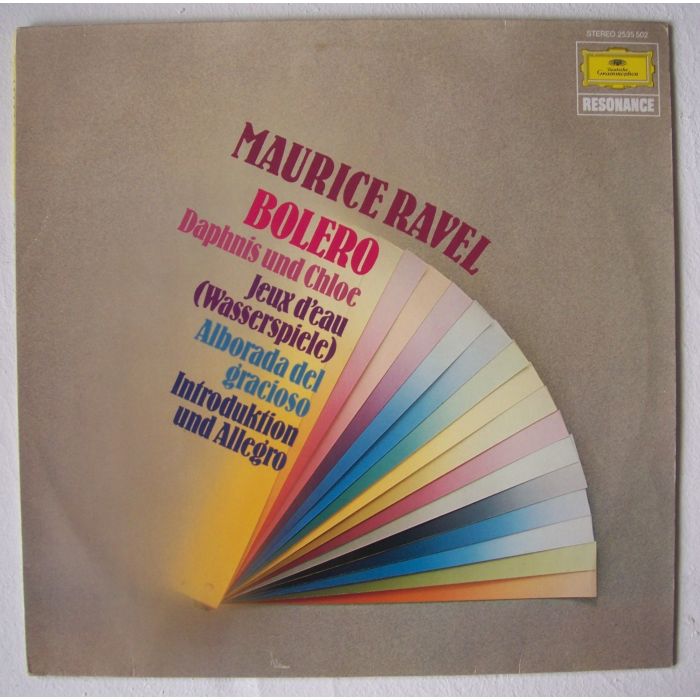 STEREO 2535 502
Deutsche
Grammophon
RESONANCE
MAURICE RAVEL
BOLERO
Daphnis und Chloe
Jeux d'eau
(Wasserspiele)
Alborada del
gracioso
Introduktion
und Allegro